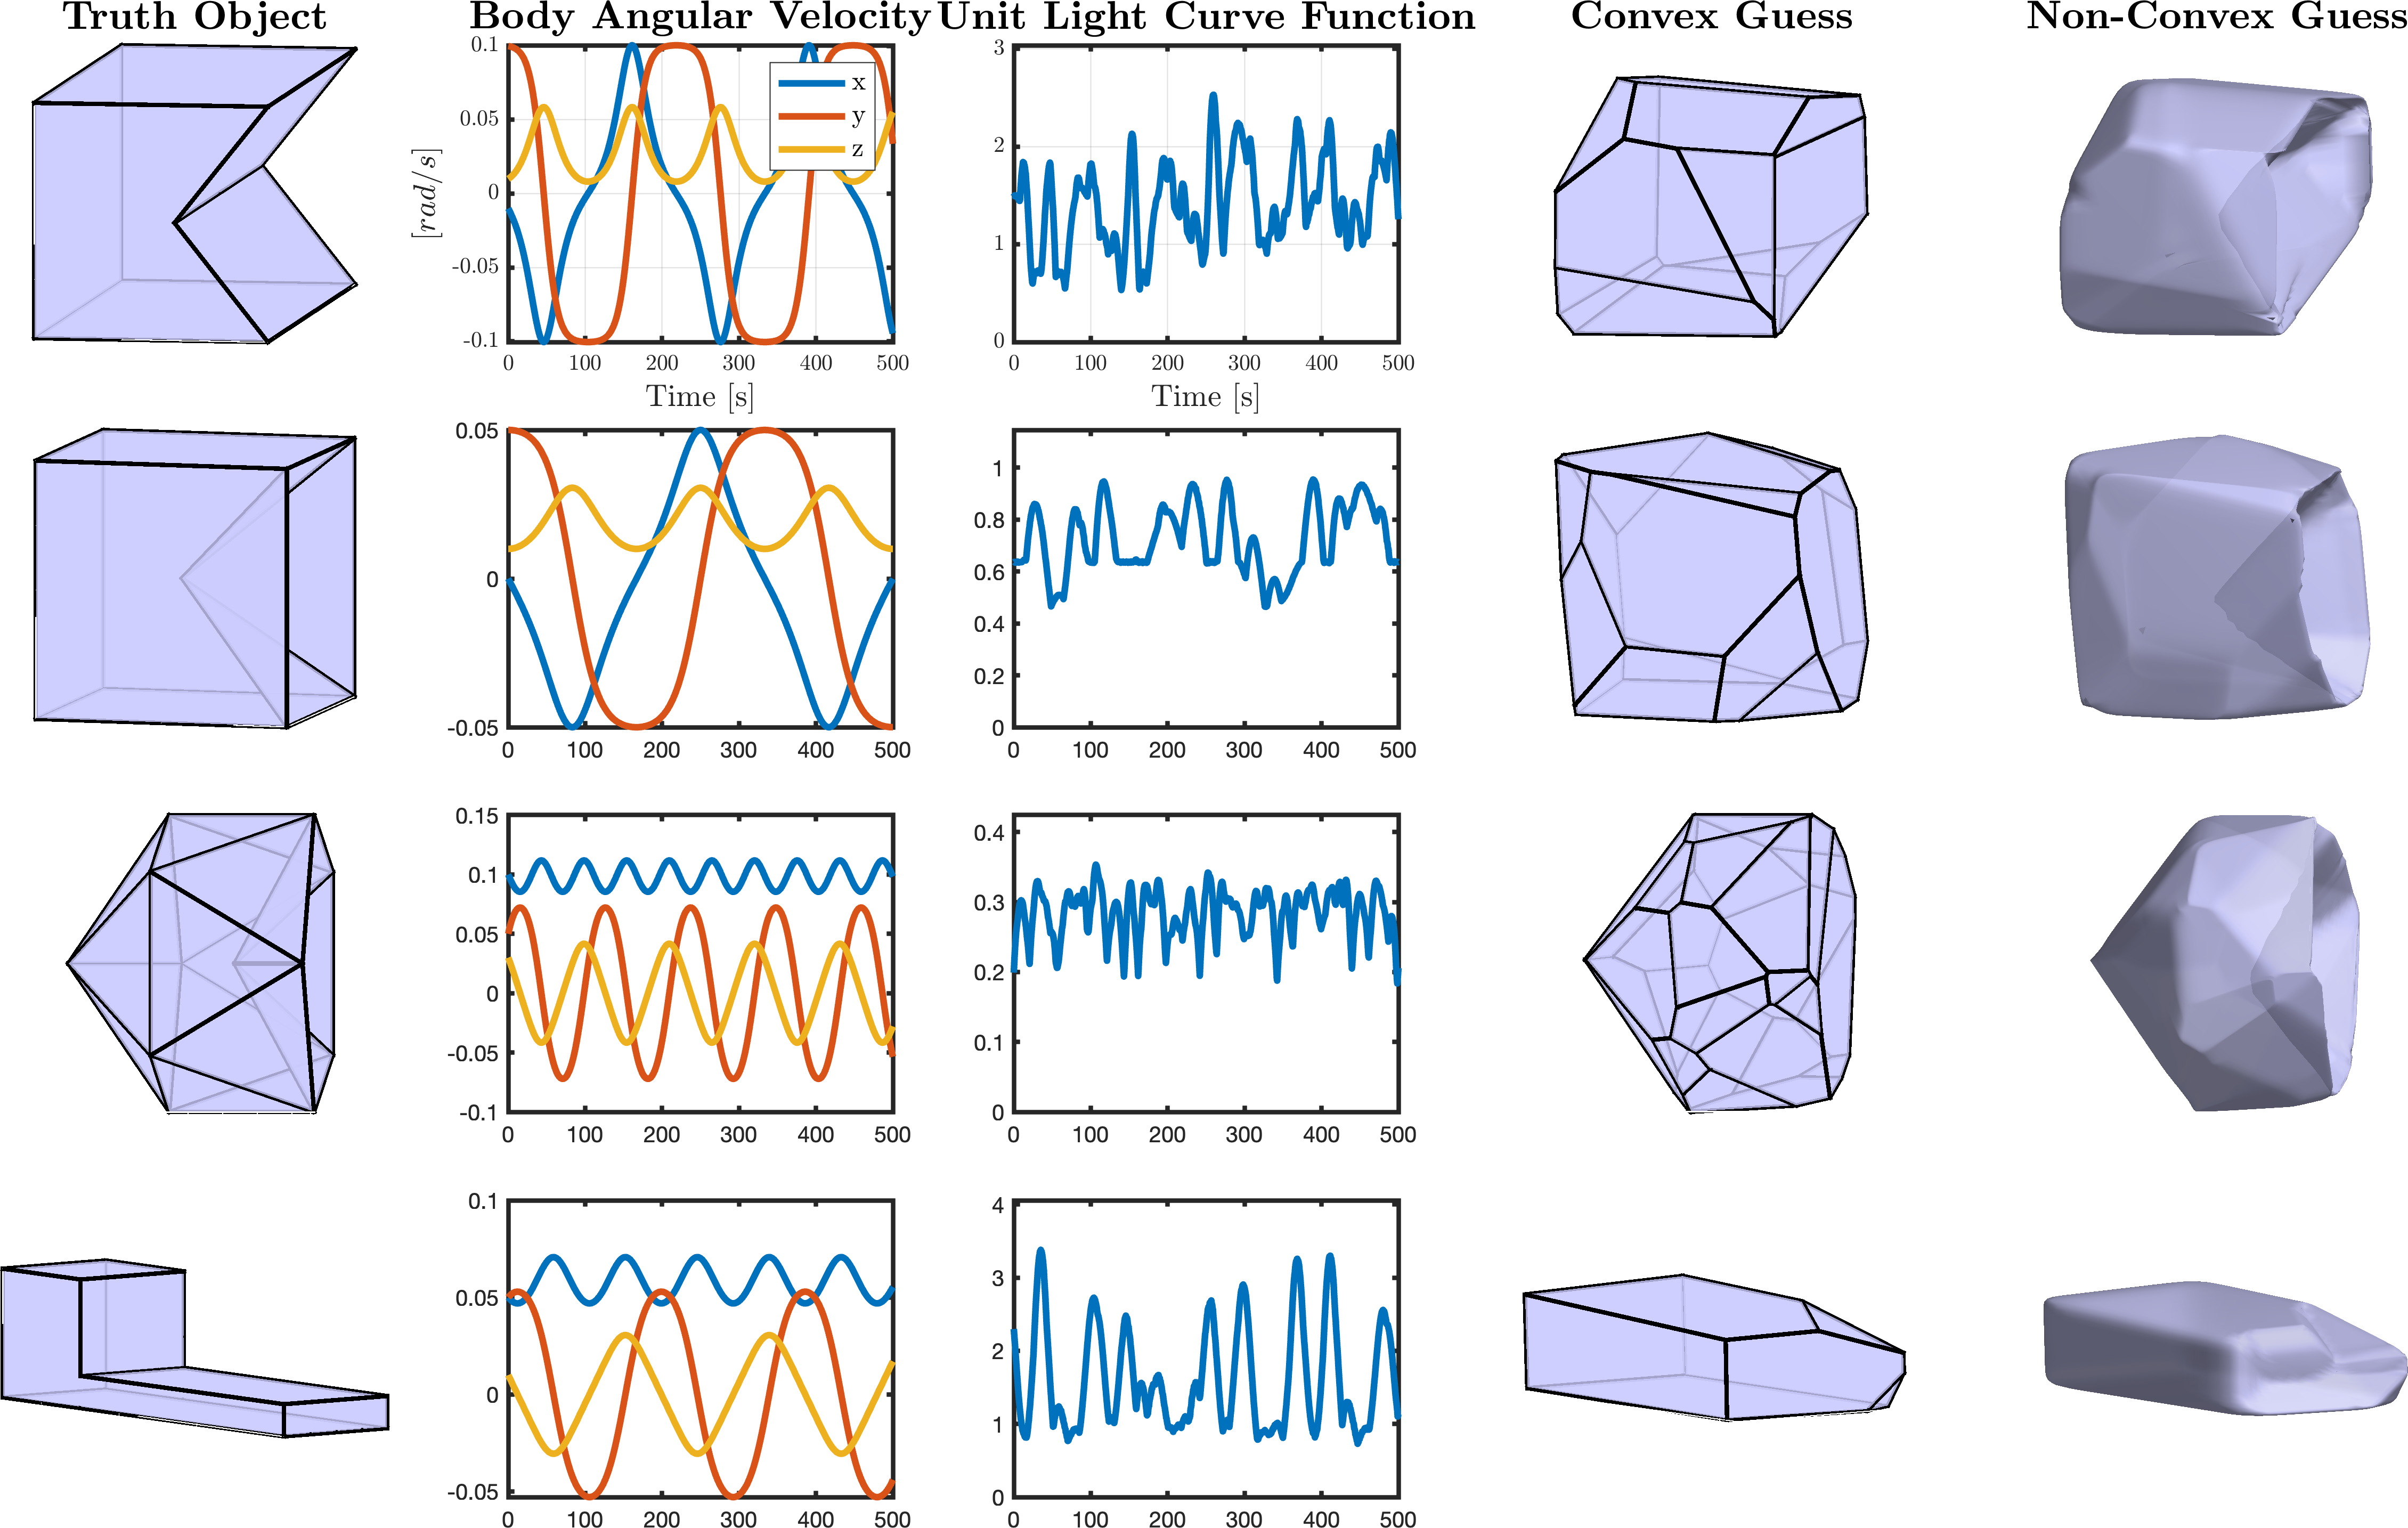 Truth Object
Body Angular Velocity
Unit Light Curve Function
Convex Guess
Non-Convex Guess
0.1
0.05
0
-0.05
-0.1
[rad/s]
x
y
z
0 100 200 300 400 500
Time [s]
3
2
1
0
0 100 200 300 400 500
Time [s]
0.05
0
-0.05
0 100 200 300 400 500
1
0.8
0.6
0.4
0.2
0
0 100 200 300 400 500
0.15
0.1
0.05
0
-0.05
-0.1
0 100 200 300 400 500
0.4
0.3
0.2
0.1
0
0 100 200 300 400 500
0.1
0.05
0
-0.05
0 100 200 300 400 500
4
3
2
1
0
0 100 200 300 400 500